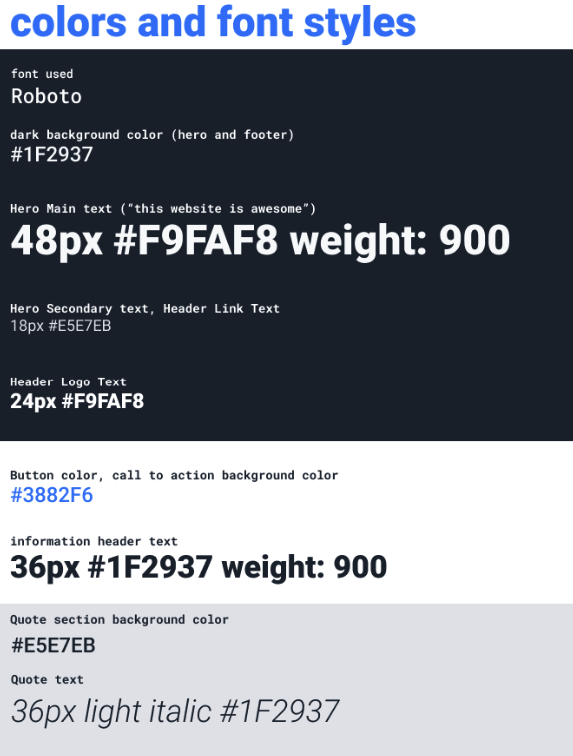 colors and font styles
font used
Roboto
dark background color (hero and footer)
#1F2937
Hero Main text (“this website is awesome”)
48px #F9FAF8 weight: 900
Hero Secondary text, Header Link Text
18px #E5E7EB
Header Logo Text
24px #F9FAF8
Button color, call to action background color
#3882F6
information header text
36px #1F2937 weight: 900
Quote section background color
#E5E7EB
Quote text
36px light italic #1F2937